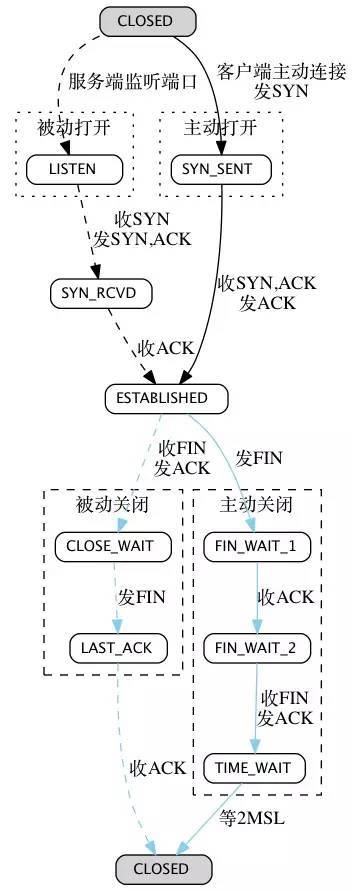 CLOSED
服务端监听端口
客户端主动连接
发SYN
被动打开
主动打开
LISTEN
SYN_SENT
收SYN
发SYN,ACK
收SYN,ACK
发ACK
SYN_RCVD
收ACK
ESTABLISHED
收FIN
发ACK
发FIN
被动关闭
主动关闭
CLOSE_WAIT
FIN_WAIT_1
发FIN
收ACK
LAST_ACK
FIN_WAIT_2
收FIN
发ACK
收ACK
TIME_WAIT
等2MSL
CLOSED